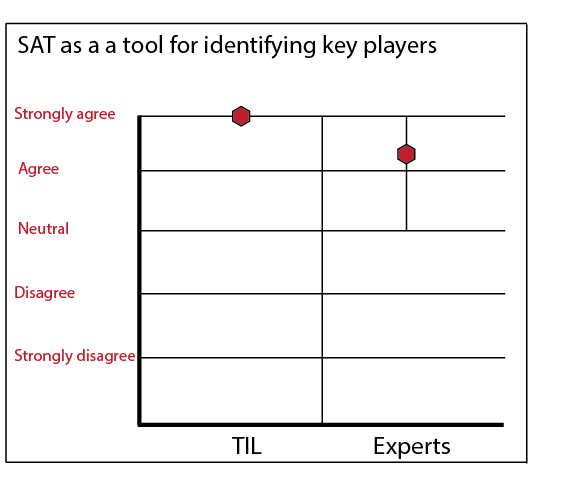 SAT as a a tool for identifying key players
Strongly agree
Agree
Neutral
Disagree
Strongly disagree
TIL
Experts